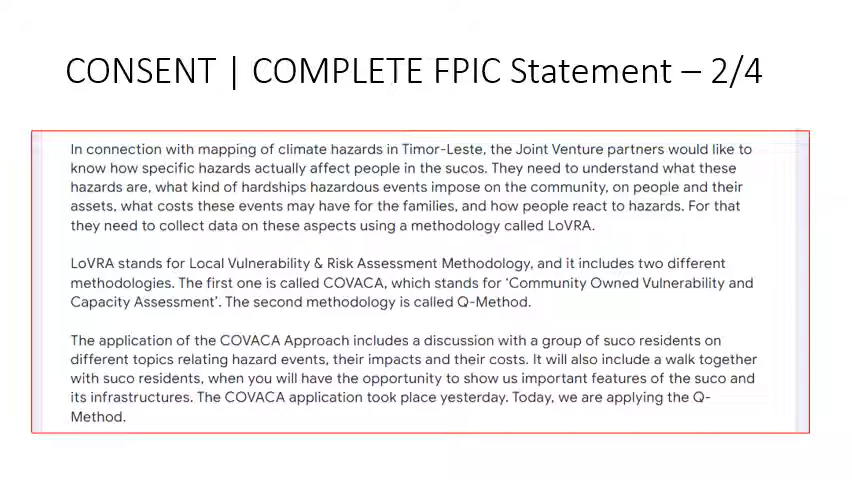 CONSENT | COMPLETE FPIC Statement – 2/4
In connection with mapping of climate hazards in Timor-Leste, the Joint Venture partners would like to
know how specific hazards actually affect people in the sucos. They need to understand what these
hazards are, what kind of hardships hazardous events impose on the community, on people and their
assets, what costs these events may have for the families, and how people react to hazards. For that
they need to collect data on these aspects using a methodology called LoVRA.
LoVRA stands for Local Vulnerability & Risk Assessment Methodology, and it includes two different
methodologies. The first one is called COVACA, which stands for ‘Community Owned Vulnerability and
Capacity Assessment’. The second methodology is called Q-Method.
The application of the COVACA Approach includes a discussion with a group of suco residents on
different topics relating hazard events, their impacts and their costs. It will also include a walk together
with suco residents, when you will have the opportunity to show us important features of the suco and
its infrastructures. The COVACA application took place yesterday. Today, we are applying the Q-
Method.